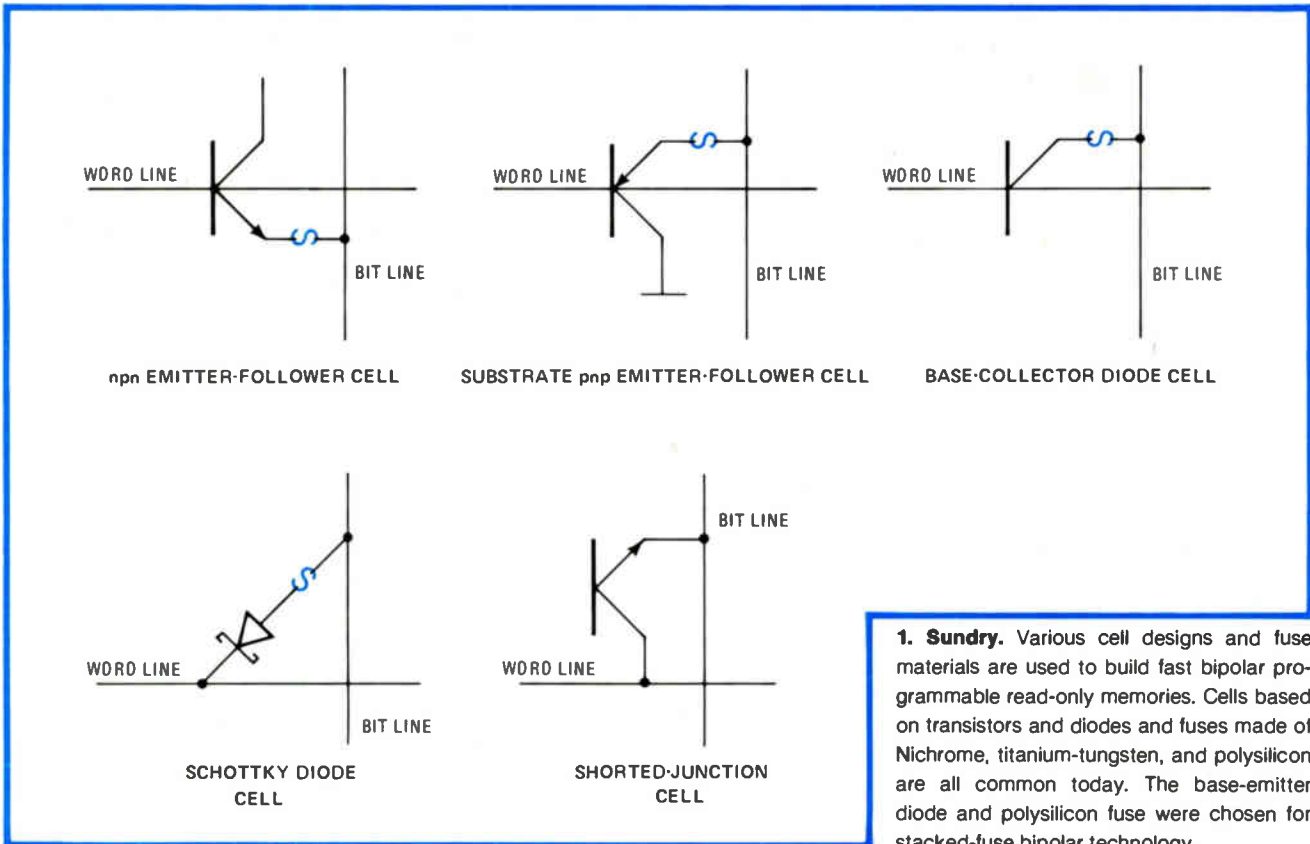 WORD LINE
BIT LINE
npn EMITTER-FOLLOWER CELL
WORD LINE
BIT LINE
SUBSTRATE pnp EMITTER-FOLLOWER CELL
WORD LINE
BIT LINE
BASE-COLLECTOR DIODE CELL
WORD LINE
BIT LINE
SCHOTTKY DIODE
CELL
BIT LINE
WORD LINE
SHORTED-JUNCTION
CELL
1. Sundry. Various cell designs and fuse
materials are used to build fast bipolar pro-
grammable read-only memories. Cells based
on transistors and diodes and fuses made of
Nichrome, titanium-tungsten, and polysilicon
are all common today. The base-emitter
diode and polysilicon fuse were chosen for
stacked-fuse bipolar technology.